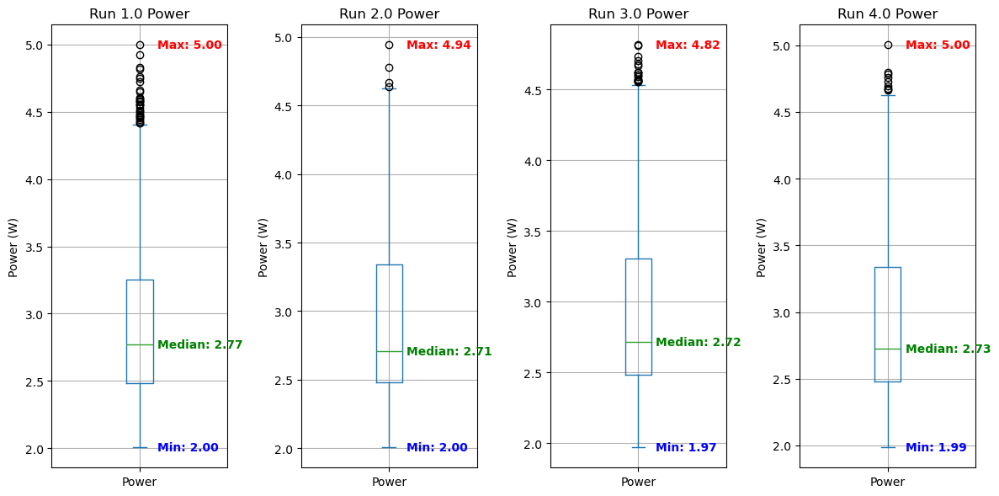 Run 1.0 Power
Power (W)
5.0
4.5
4.0
3.5
3.0
2.5
2.0
Max: 5.00
Median: 2.77
Min: 2.00
Power
Run 2.0 Power
Power (W)
5.0
4.5
4.0
3.5
3.0
2.5
2.0
Max: 4.94
Median: 2.71
Min: 2.00
Power
Run 3.0 Power
Power (W)
4.5
4.0
3.5
3.0
2.5
2.0
Max: 4.82
Median: 2.72
Min: 1.97
Power
Run 4.0 Power
Power (W)
5.0
4.5
4.0
3.5
3.0
2.5
2.0
Max: 5.00
Median: 2.73
Min: 1.99
Power